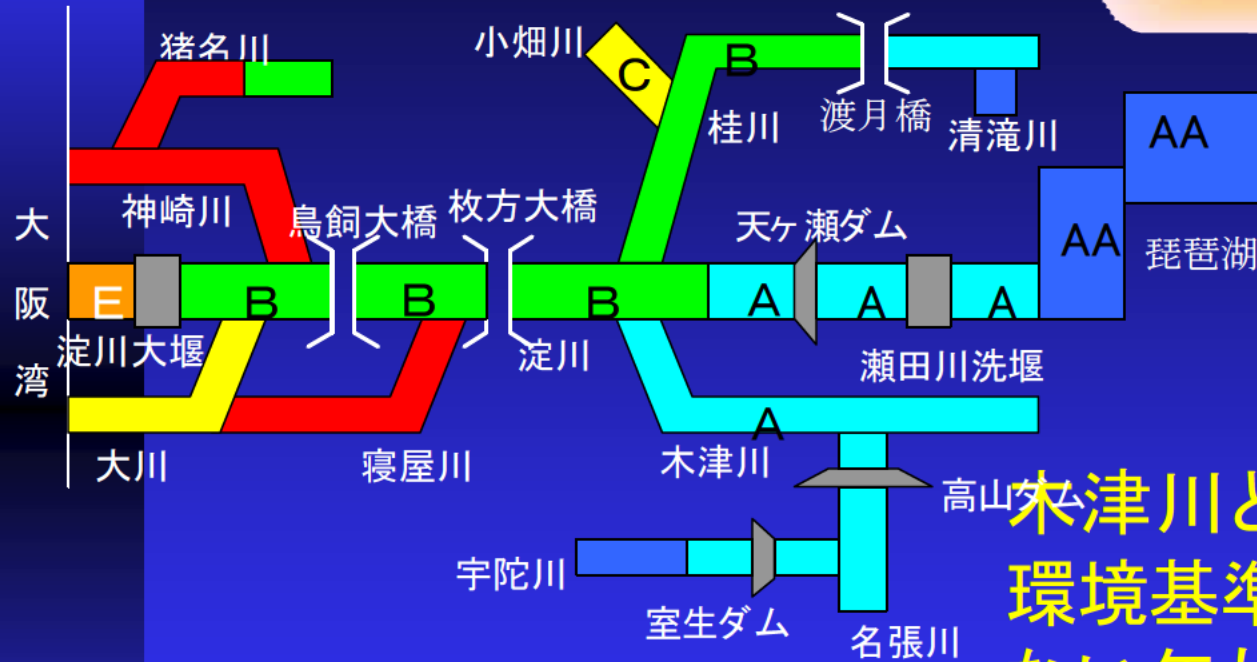 猪名川
小畑川
C
B
桂川
渡月橋
清滝川
AA
神崎川
鳥飼大橋
枚方大橋
天ヶ瀬ダム
AA
琵琶湖
大阪湾
E
B
B
B
A
A
A
淀川大堰
淀川
瀬田川洗堰
大川
寝屋川
木津川
A
高山ダム
木津川と
環境基準
宇陀川
室生ダム
名張川